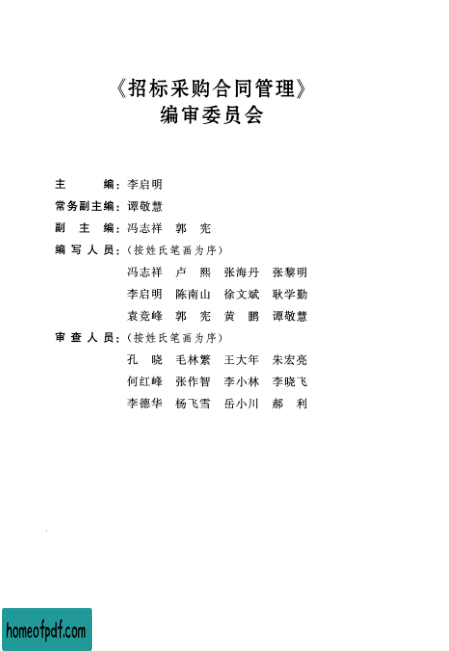 《招标采购合同管理》
编审委员会
主 编：李启明
常务副主编：谭敬慧
副 主 编：冯志祥 郭 宪
编 写 人 员：（按姓氏笔画为序）
冯志祥 卢 熙 张海丹 张黎明
李启明 陈南山 徐文斌 耿学勤
袁竞峰 郭 宪 黄 鹏 谭敬慧
审 查 人 员：（按姓氏笔画为序）
孔 晓 毛林繁 王大年 朱宏亮
何红峰 张作智 李小林 李晓飞
李德华 杨飞雪 岳小川 郝 利
homeofpdf.com